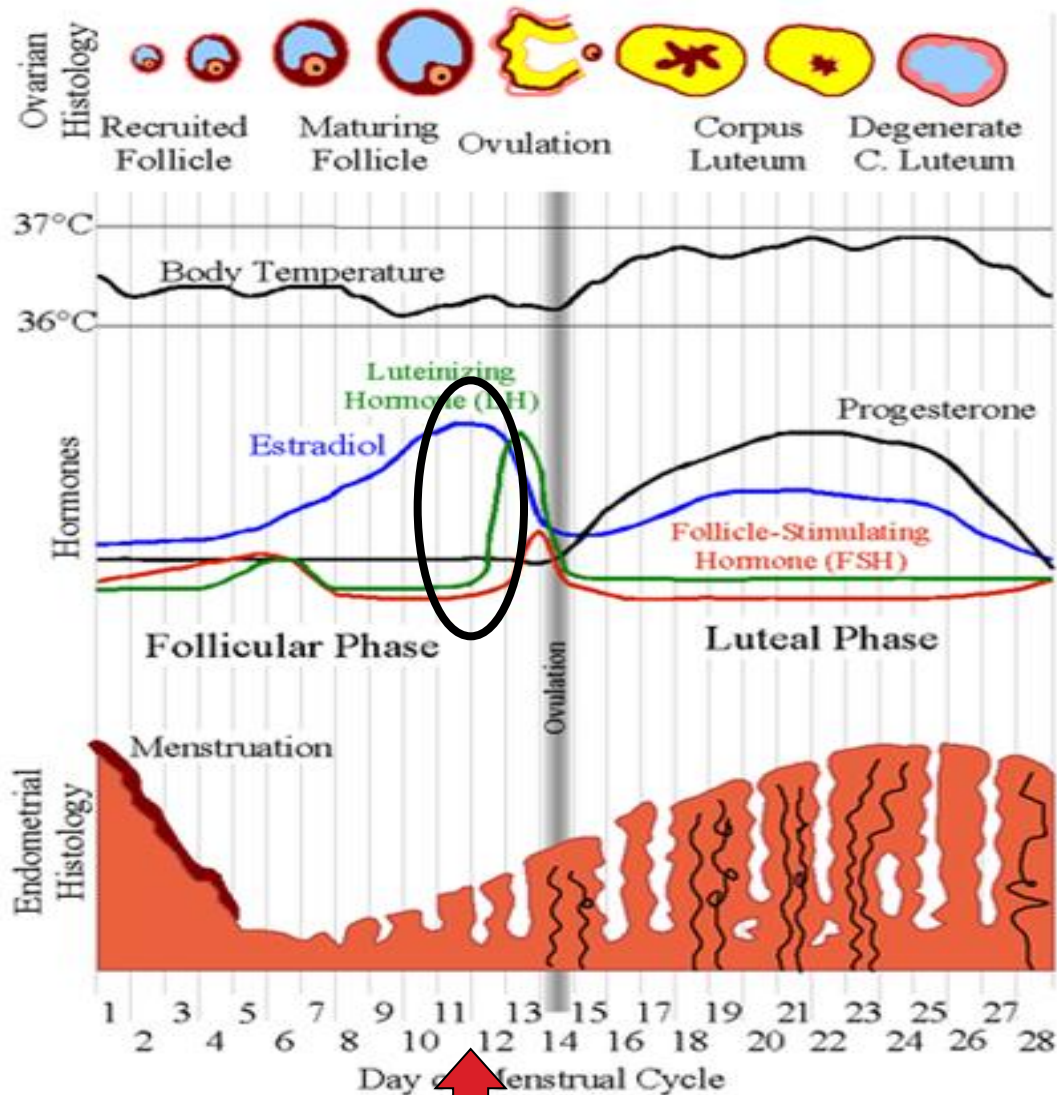 Ovarian
Histology
Recruited
Follicle
Maturing
Follicle
Ovulation
Corpus
Luteum
Degenerate
C. Luteum
37°C
Body Temperature
36°C
Luteinizing
Hormone (LH)
Estradiol
Progesterone
Hormones
Follicle-Stimulating
Hormone (FSH)
Follicular Phase
Luteal Phase
Ovulation
Menstruation
Endometrial
Histology
1 3 5 7 9 11 13 15 17 19 21 23 25 27
2 4 6 8 10 12 14 16 18 20 22 24 26 28
Day Menstrual Cycle